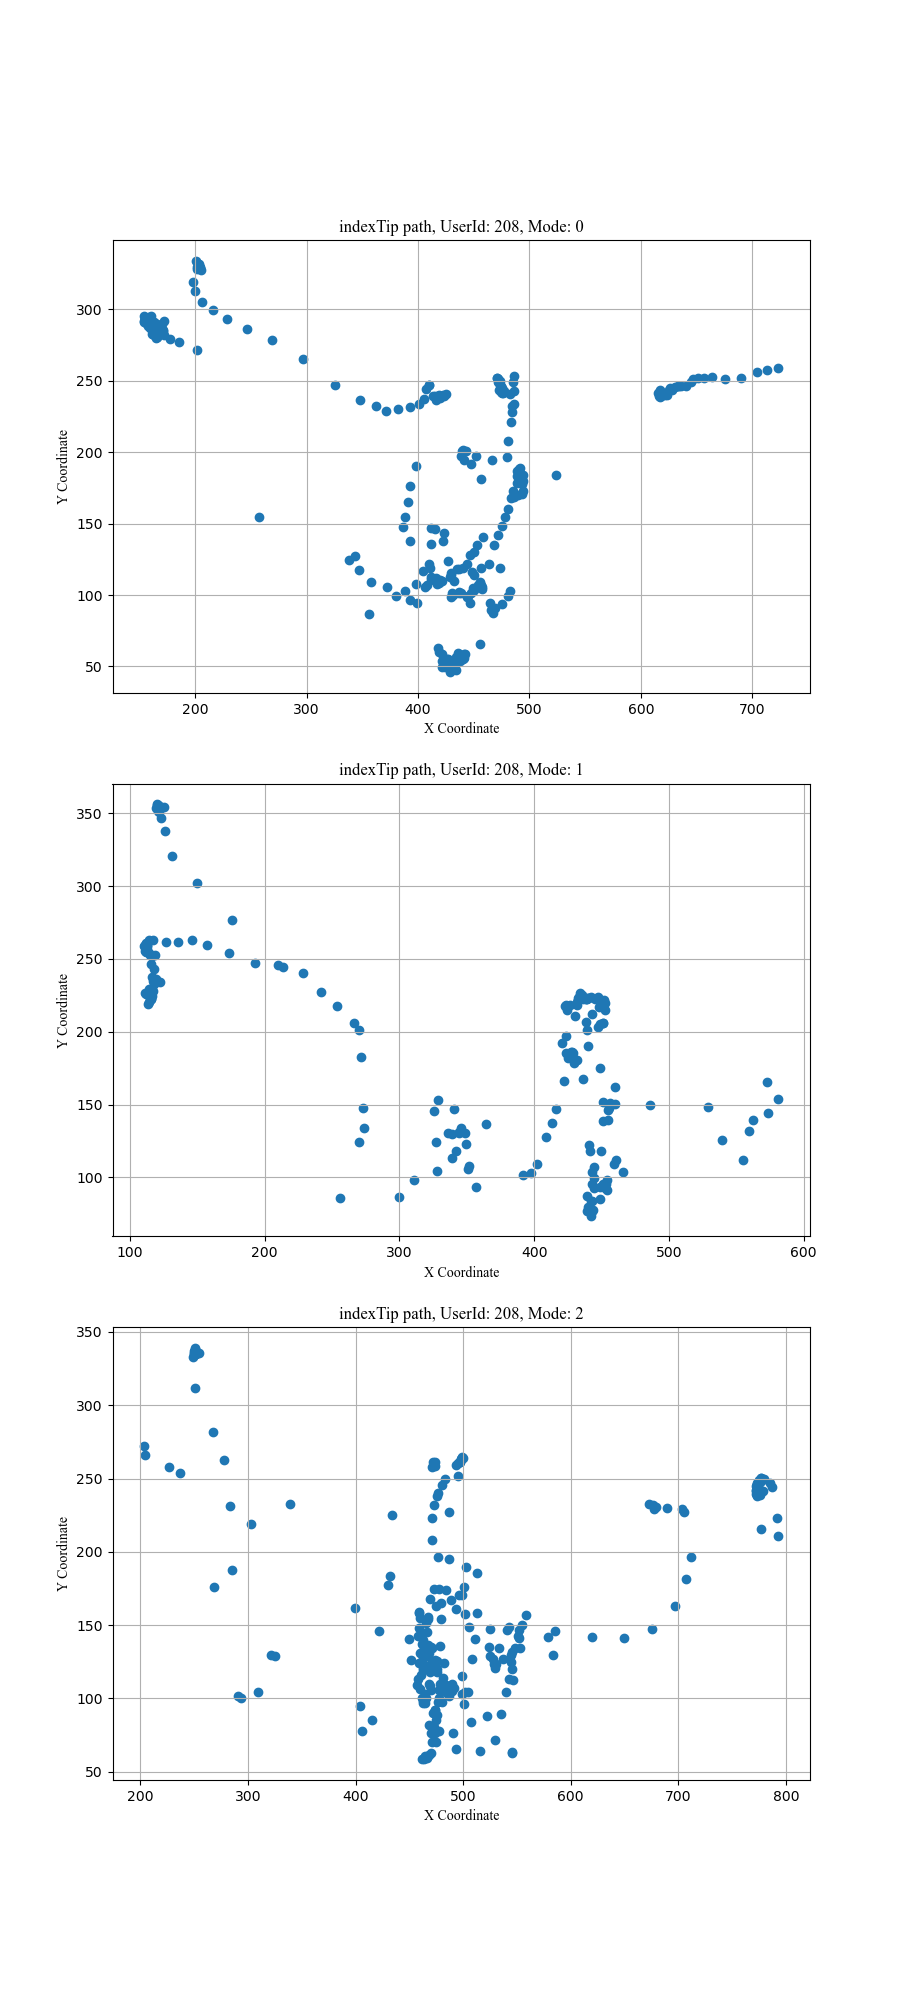 indexTip path, UserId: 208, Mode: 0
300
250
200
150
100
50
Y Coordinate
200 300 400 500 600 700
X Coordinate
indexTip path, UserId: 208, Mode: 1
350
300
250
200
150
100
Y Coordinate
100 200 300 400 500 600
X Coordinate
indexTip path, UserId: 208, Mode: 2
350
300
250
200
150
100
50
Y Coordinate
200 300 400 500 600 700 800
X Coordinate